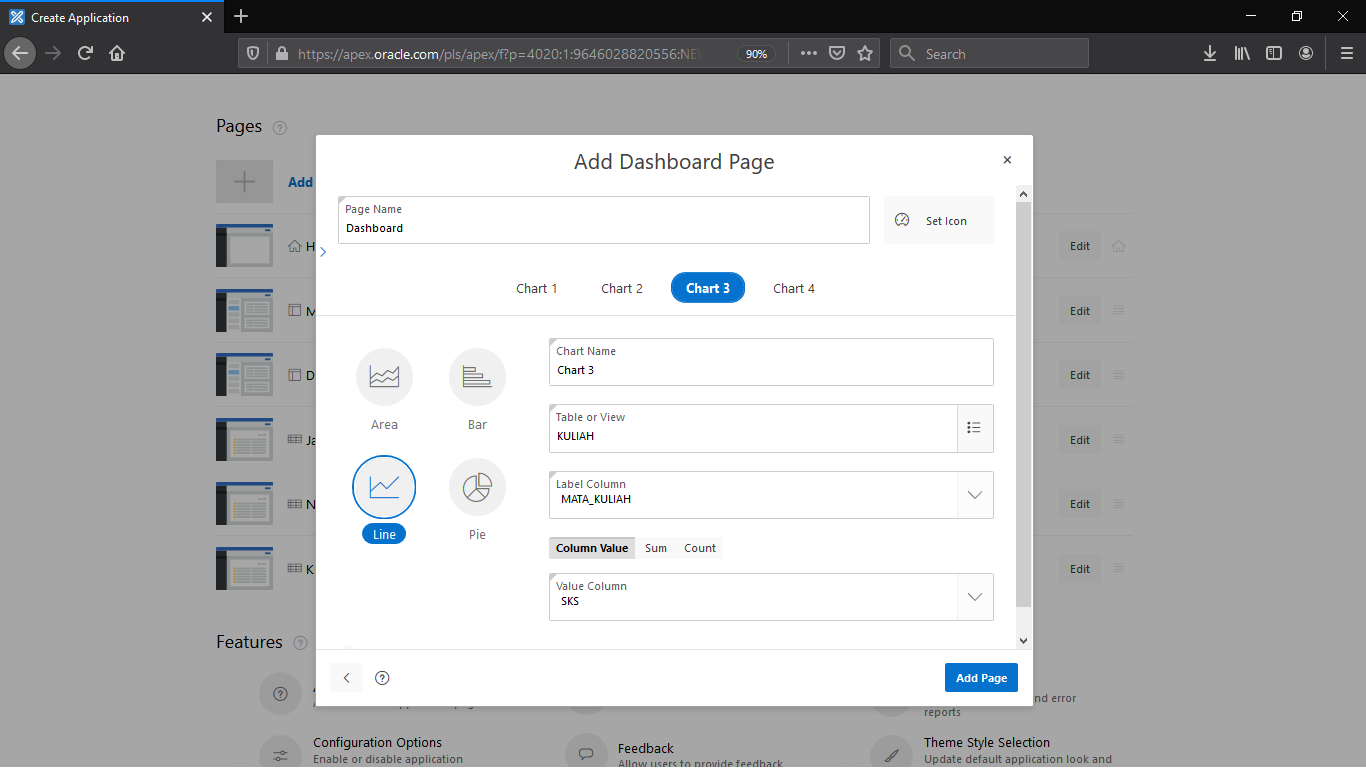 Create Application
https://apex.oracle.com/pls/apex/f?p=4020:1:9646028820556:NE
90%
Search
Pages
Add
Add Dashboard Page
Page Name
Dashboard
Set Icon
H
Edit
Chart 1
Chart 2
Chart 3
Chart 4
M
Edit
D
Edit
Ja
Edit
N
Edit
K
Edit
Area
Bar
Line
Pie
Chart Name
Chart 3
Table or View
KULIAH
Label Column
MATA_KULIAH
Column Value
Sum
Count
Value Column
SKS
Features
Add Page
nd error
reports
Configuration Options
Enable or disable application
Feedback
Allow users to provide feedback
Theme Style Selection
Update default application look and